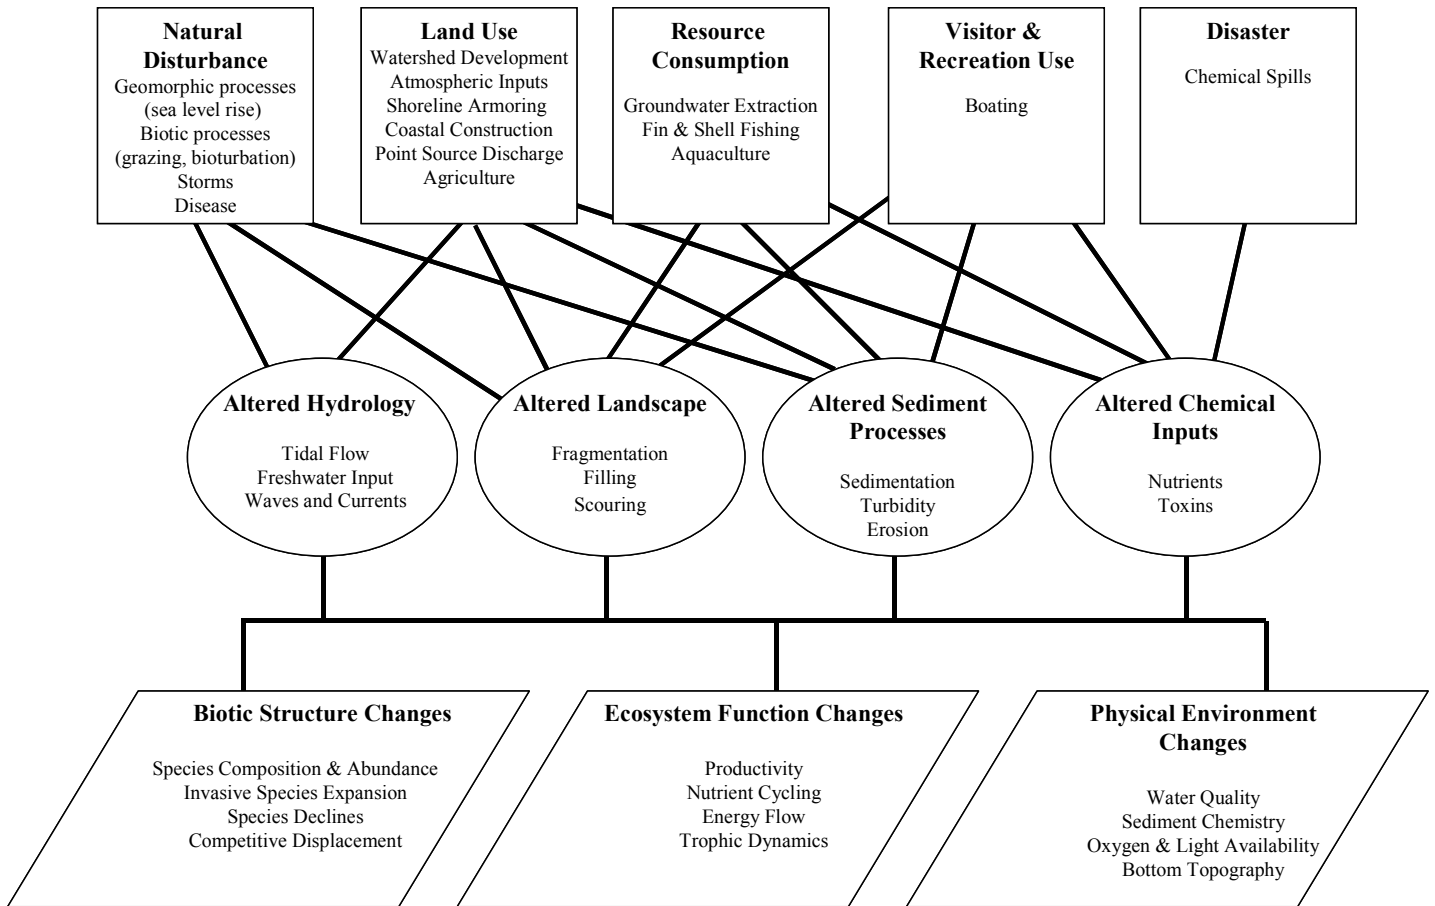 Natural
Disturbance
Geomorphic processes
(sea level rise)
Biotic processes
(grazing, bioturbation)
Storms
Disease
Land Use
Watershed Development
Atmospheric Inputs
Shoreline Armoring
Coastal Construction
Point Source Discharge
Agriculture
Resource
Consumption
Groundwater Extraction
Fin & Shell Fishing
Aquaculture
Visitor &
Recreation Use
Boating
Disaster
Chemical Spills
Altered Hydrology
Tidal Flow
Freshwater Input
Waves and Currents
Altered Landscape
Fragmentation
Filling
Scouring
Altered Sediment
Processes
Sedimentation
Turbidity
Erosion
Altered Chemical
Inputs
Nutrients
Toxins
Biotic Structure Changes
Species Composition & Abundance
Invasive Species Expansion
Species Declines
Competitive Displacement
Ecosystem Function Changes
Productivity
Nutrient Cycling
Energy Flow
Trophic Dynamics
Physical Environment
Changes
Water Quality
Sediment Chemistry
Oxygen & Light Availability
Bottom Topography